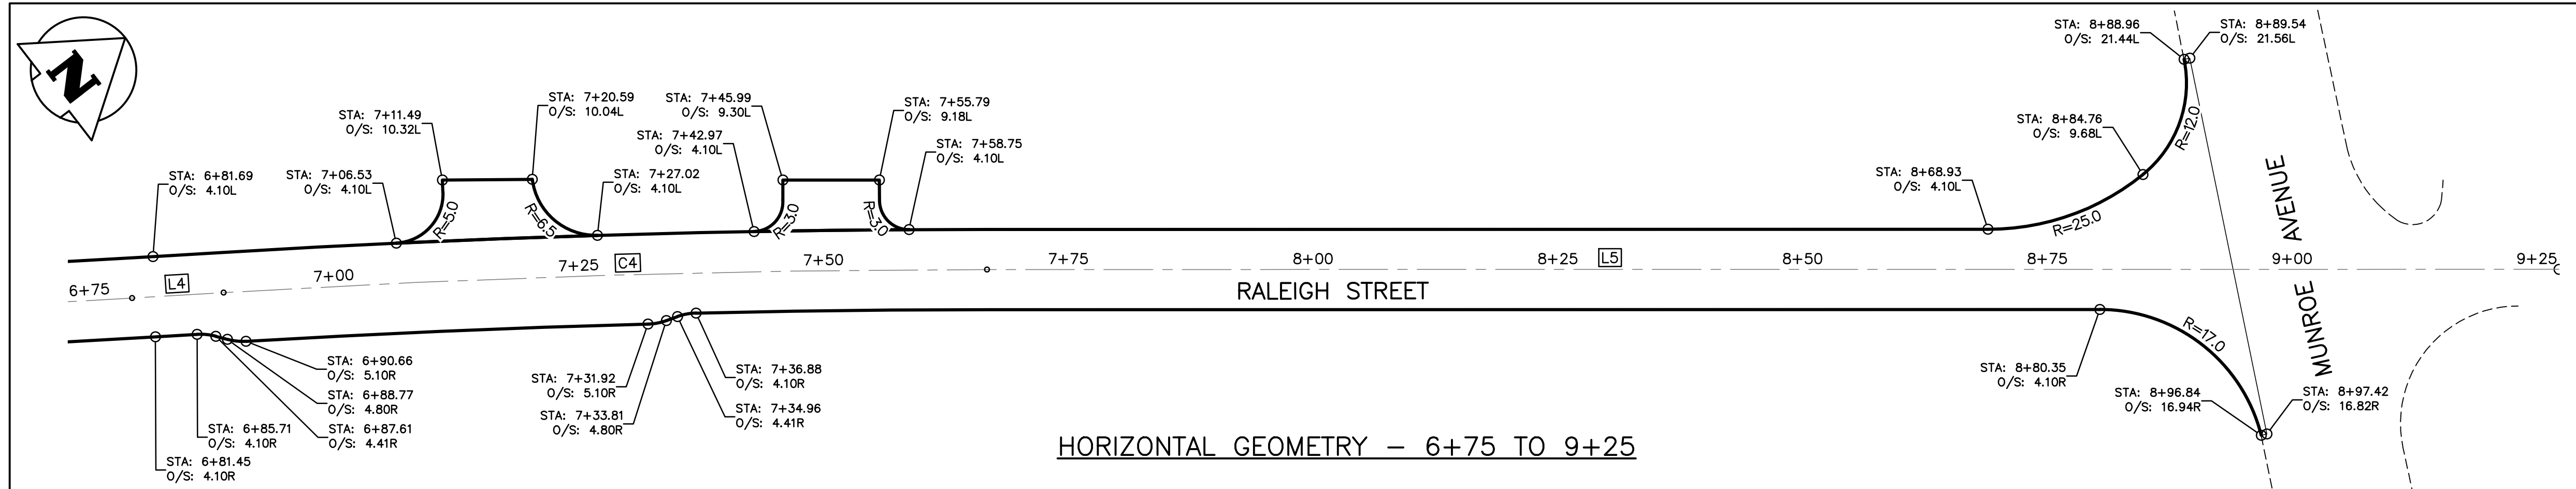 N
STA: 6+81.69
O/S: 4.10L
STA: 7+06.53
O/S: 4.10L
STA: 7+11.49
O/S: 10.32L
STA: 7+20.59
O/S: 10.04L
STA: 7+27.02
O/S: 4.10L
STA: 7+42.97
O/S: 4.10L
STA: 7+45.99
O/S: 9.30L
STA: 7+55.79
O/S: 9.18L
STA: 7+58.75
O/S: 4.10L
STA: 8+68.93
O/S: 4.10L
STA: 8+84.76
O/S: 9.68L
STA: 8+88.96
O/S: 21.44L
STA: 8+89.54
O/S: 21.56L
R=5.0
R=6.5
R=3.0
R=3.0
R=25.0
R=12.0
6+75
L4
7+00
7+25
C4
7+50
7+75
8+00
8+25
L5
8+50
8+75
9+00
9+25
RALEIGH STREET
MUNROE AVENUE
R=17.0
STA: 6+90.66
O/S: 5.10R
STA: 6+88.77
O/S: 4.80R
STA: 6+87.61
O/S: 4.41R
STA: 6+85.71
O/S: 4.10R
STA: 6+81.45
O/S: 4.10R
STA: 7+31.92
O/S: 5.10R
STA: 7+33.81
O/S: 4.80R
STA: 7+36.88
O/S: 4.10R
STA: 7+34.96
O/S: 4.41R
STA: 8+80.35
O/S: 4.10R
STA: 8+96.84
O/S: 16.94R
STA: 8+97.42
O/S: 16.82R
HORIZONTAL GEOMETRY - 6+75 TO 9+25